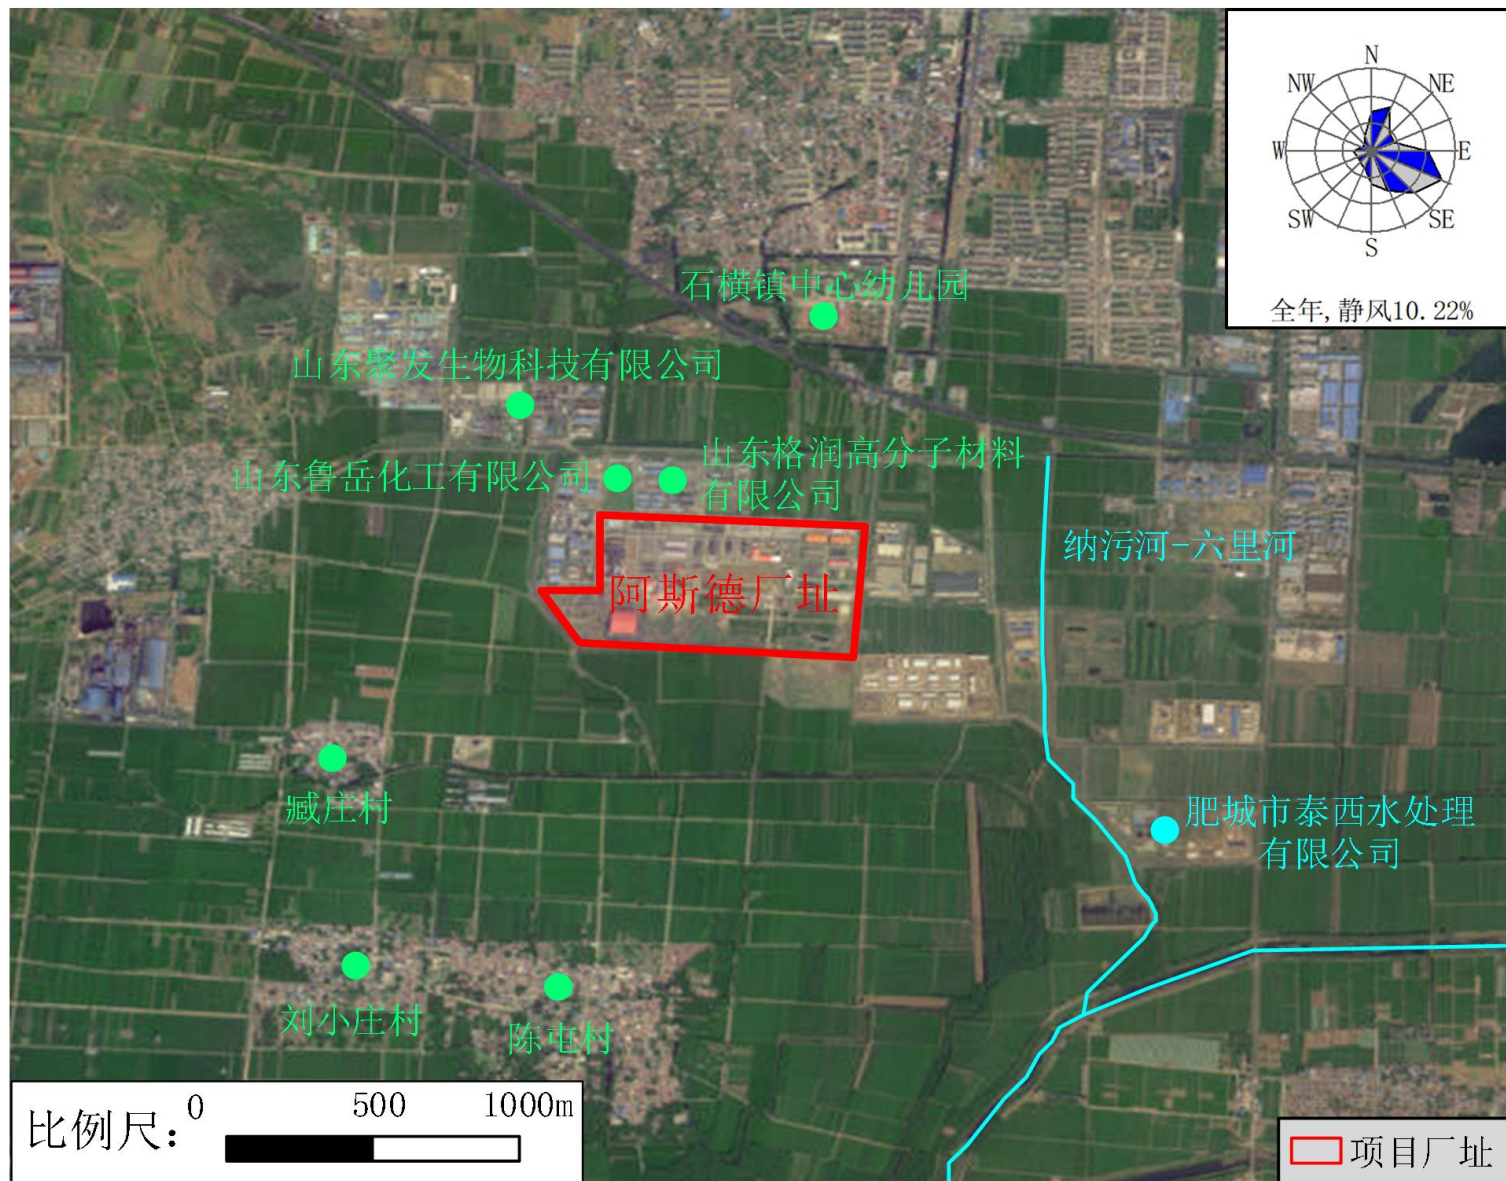 N
NW
NE
W
E
SW
SE
S
全年,静风10.22%
石横镇中心幼儿园
山东聚发生物科技有限公司
山东格润高分子材料
有限公司
山东鲁岳化工有限公司
纳污河-六里河
阿斯德厂址
臧庄村
肥城市泰西水处理
有限公司
刘小庄村
陈屯村
比例尺:
0 500 1000m
项目厂址